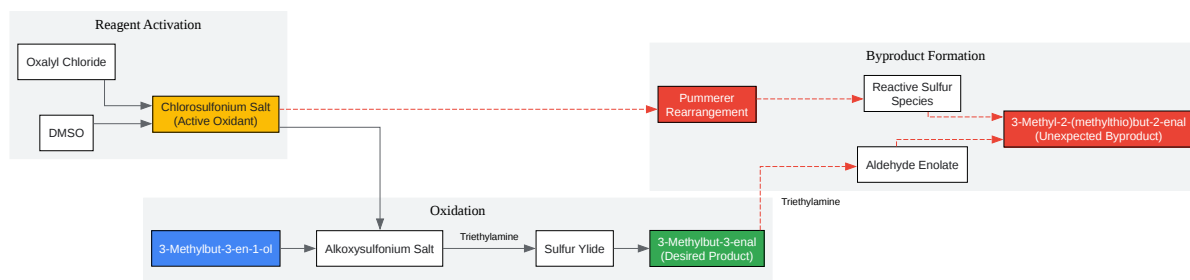 Reagent Activation
Oxalyl Chloride
DMSO
Chlorosulfonium Salt
(Active Oxidant)
Byproduct Formation
Pummerer
Rearrangement
Reactive Sulfur
Species
Aldehyde Enolate
3-Methyl-2-(methylthio)but-2-enal
(Unexpected Byproduct)
Triethylamine
Oxidation
3-Methylbut-3-en-1-ol
Alkoxysulfonium Salt
Triethylamine
Sulfur Ylide
3-Methylbut-3-enal
(Desired Product)